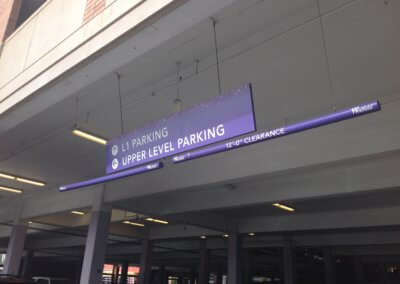 L1 PARKING
UPPER LEVEL PARKING
12'-0" CLEARANCE